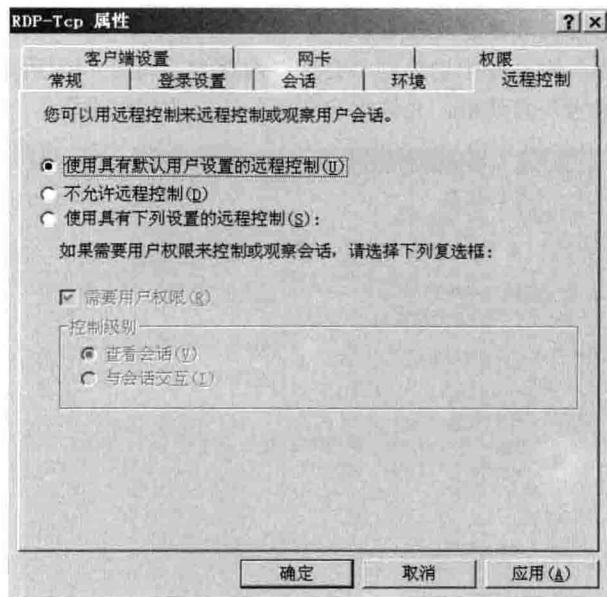 RDP-Tcp 属性
客户端设置 网卡 权限
常规 登录设置 会话 环境 远程控制
您可以用远程控制来远程控制或观察用户会话。
使用具有默认用户设置的远程控制(U)
不允许远程控制(D)
使用具有下列设置的远程控制(S):
如果需要用户权限来控制或观察会话，请选择下列复选框:
需要用户权限(R)
控制级别
查看会话(V)
与会话交互(I)
确定 取消 应用(A)